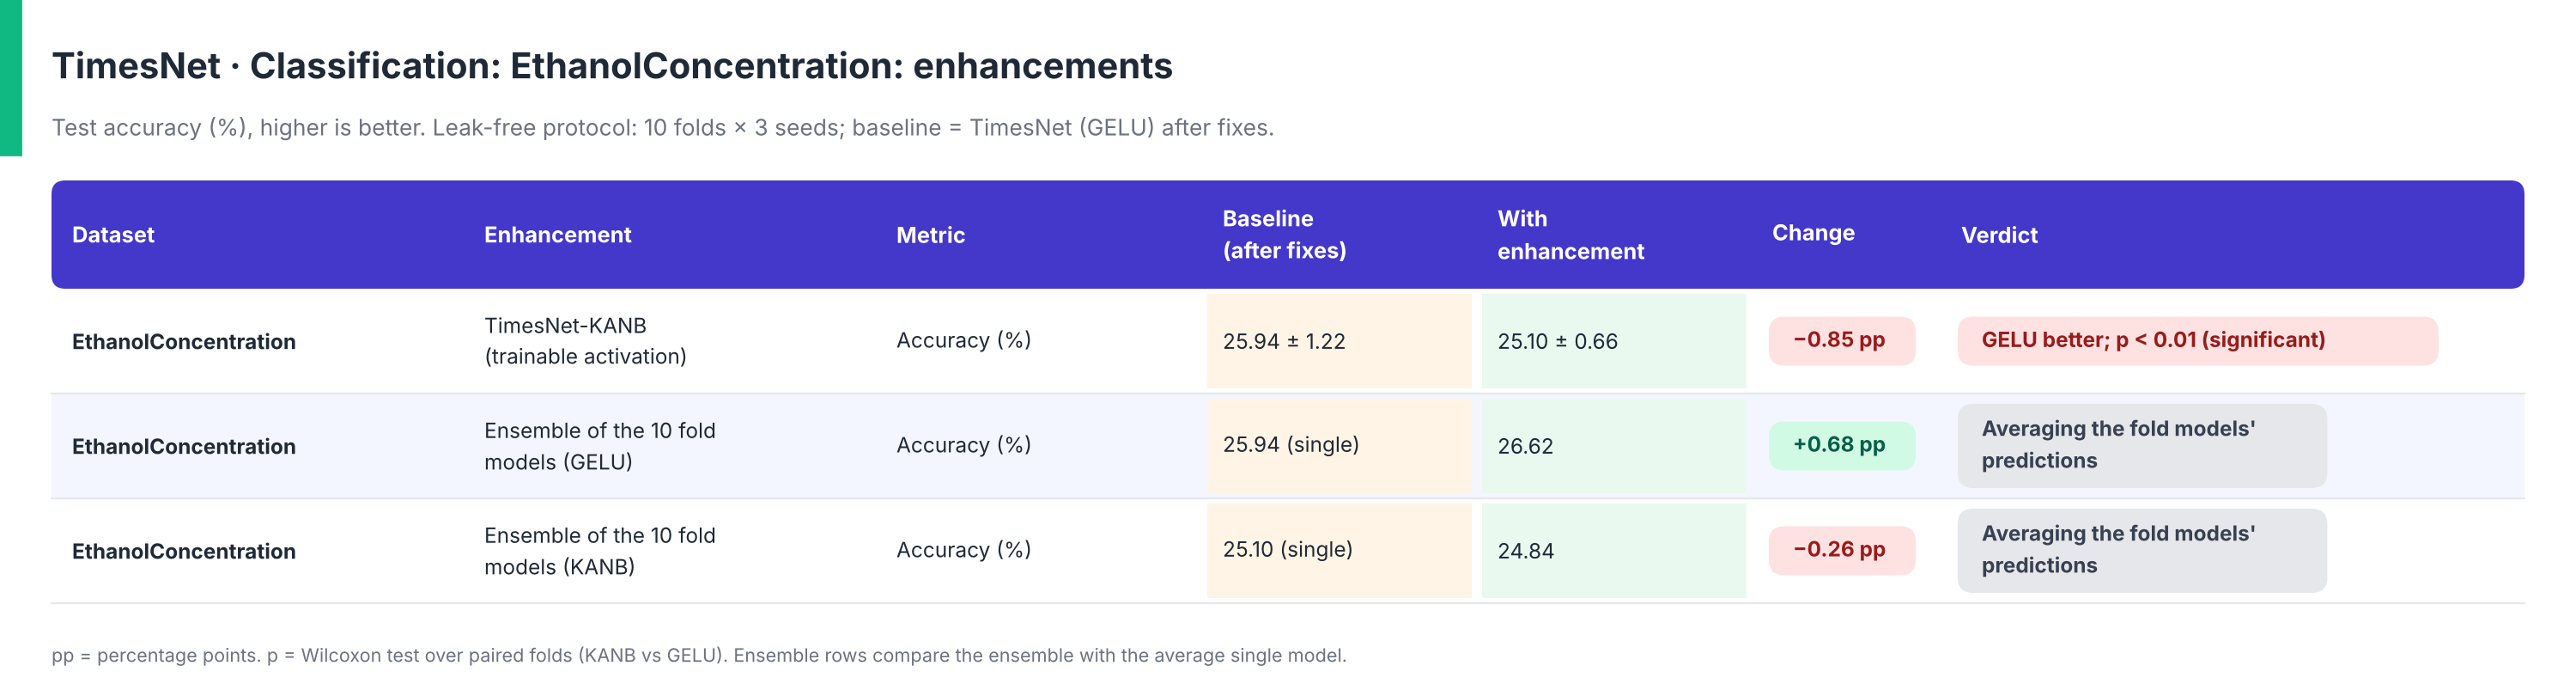 TimesNet · Classification: EthanolConcentration: enhancements
Test accuracy (%), higher is better. Leak-free protocol: 10 folds × 3 seeds; baseline = TimesNet (GELU) after fixes.
Dataset Enhancement Metric Baseline (after fixes) With enhancement Change Verdict
EthanolConcentration TimesNet-KANB (trainable activation) Accuracy (%) 25.94 ± 1.22 25.10 ± 0.66 −0.85 pp GELU better; p < 0.01 (significant)
EthanolConcentration Ensemble of the 10 fold models (GELU) Accuracy (%) 25.94 (single) 26.62 +0.68 pp Averaging the fold models' predictions
EthanolConcentration Ensemble of the 10 fold models (KANB) Accuracy (%) 25.10 (single) 24.84 −0.26 pp Averaging the fold models' predictions
pp = percentage points. p = Wilcoxon test over paired folds (KANB vs GELU). Ensemble rows compare the ensemble with the average single model.